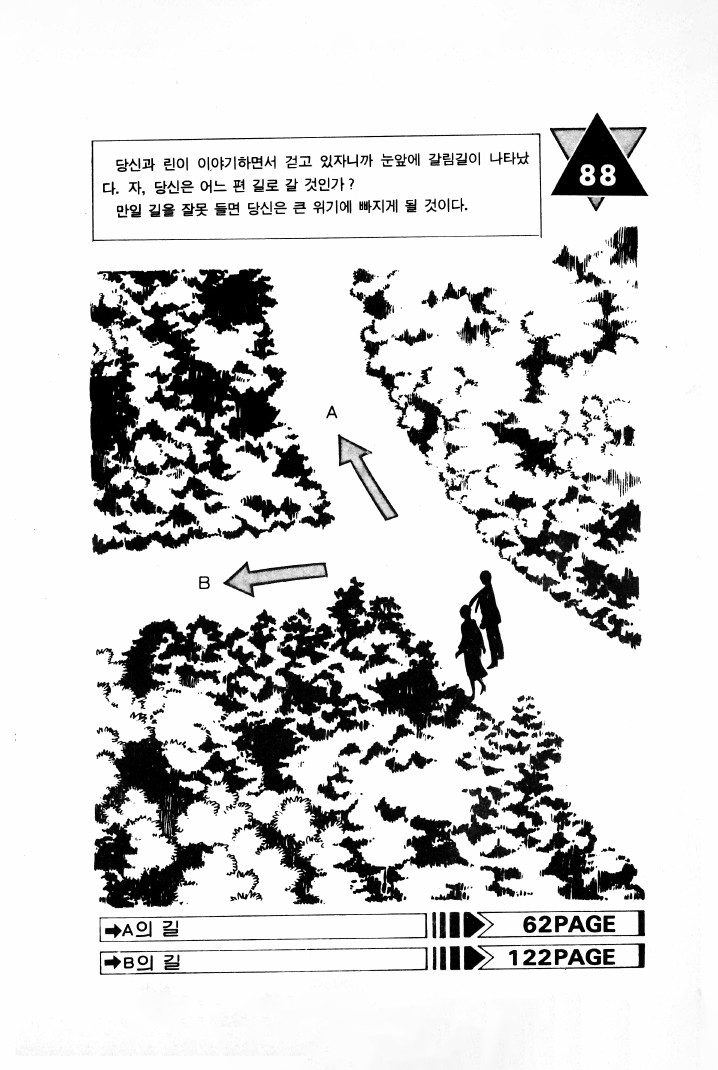 당신과 린이 이야기하면서 걷고 있자니까 눈앞에 갈림길이 나타났
다. 자, 당신은 어느 편 길로 갈 것인가?
만일 길을 잘못 들면 당신은 큰 위기에 빠지게 될 것이다.
88
A
B
➔A의 길 62PAGE
➔B의 길 122PAGE